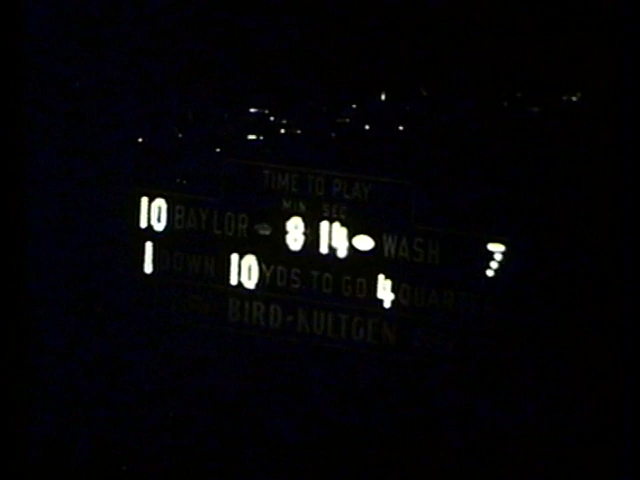 TIME TO PLAY
MIN SEC
10 BAYLOR 8 14 WASH 7
1 DOWN 10 YDS TO GO 4 QUARTER
BIRD-KULTGEN